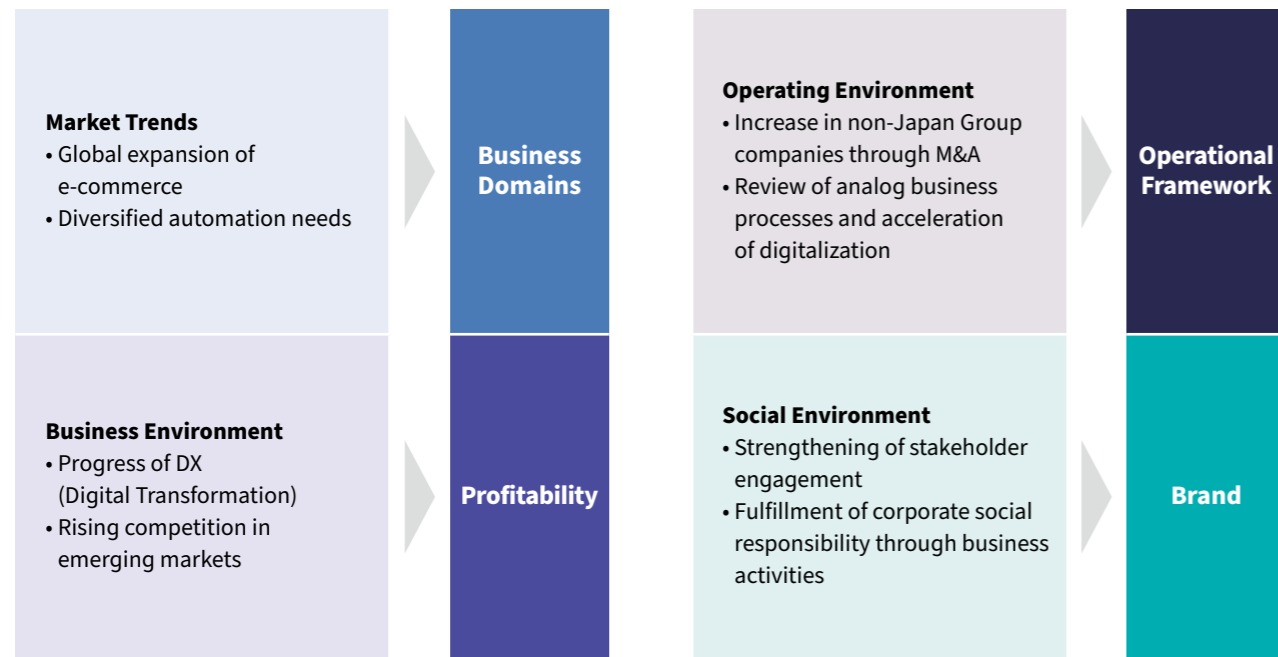 Market Trends
• Global expansion of
e-commerce
• Diversified automation needs
Business
Domains
Operating Environment
• Increase in non-Japan Group
companies through M&A
• Review of analog business
processes and acceleration
of digitalization
Operational
Framework
Business Environment
• Progress of DX
(Digital Transformation)
• Rising competition in
emerging markets
Profitability
Social Environment
• Strengthening of stakeholder
engagement
• Fulfillment of corporate social
responsibility through business
activities
Brand